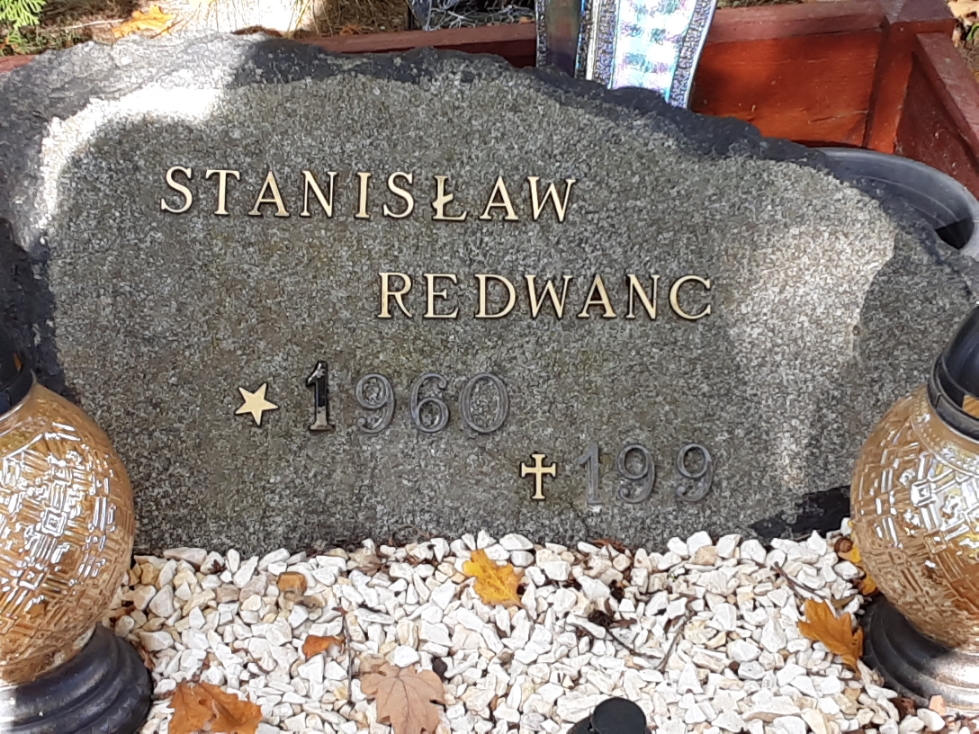 STANISŁAW
REDWANC
★ 1960
✝ 199